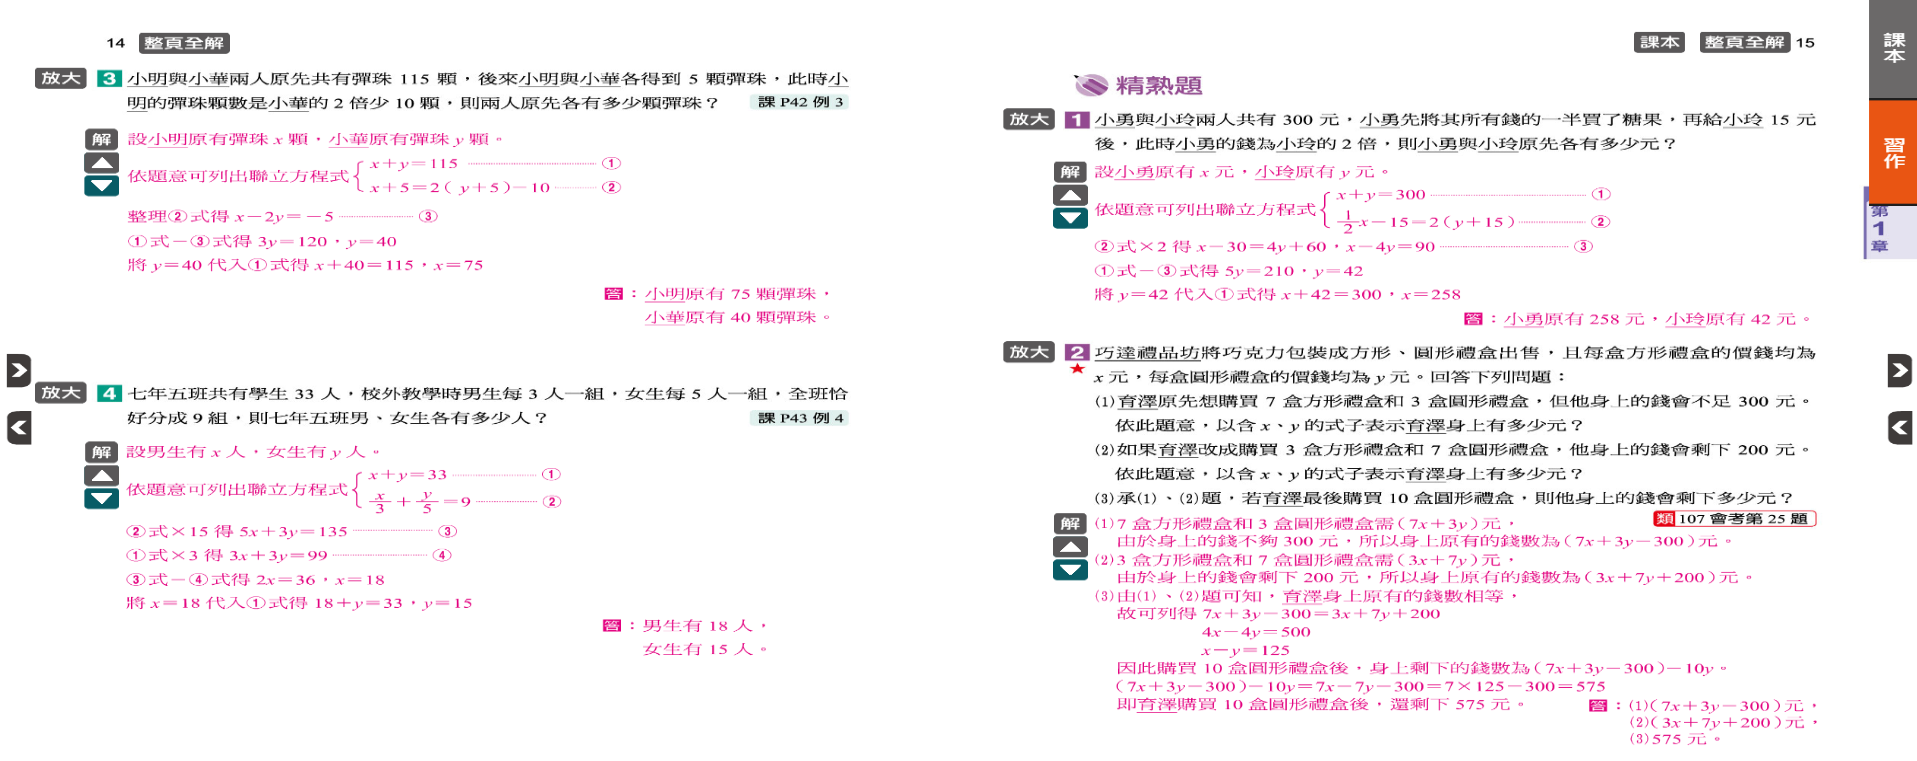 14 整頁全解
放大 3 小明與小華兩人原先共有彈珠 115 顆，後來小明與小華各得到 5 顆彈珠，此時小
明的彈珠顆數是小華的 2 倍少 10 顆，則兩人原先各有多少顆彈珠？ 課 P42 例 3
解 設小明原有彈珠 x 顆，小華原有彈珠 y 顆。
依題意可列出聯立方程式{ x+y=115 ①
x+5=2( y+5)-10 ②
整理②式得 x-2y=-5 ③
①式-③式得 3y=120，y=40
將 y=40 代入①式得 x+40=115，x=75
答：小明原有 75 顆彈珠，
小華原有 40 顆彈珠。
放大 4 七年五班共有學生 33 人，校外教學時男生每 3 人一組，女生每 5 人一組，全班恰
好分成 9 組，則七年五班男、女生各有多少人？ 課 P43 例 4
解 設男生有 x 人，女生有 y 人。
依題意可列出聯立方程式{ x+y=33 ①
x/3 + y/5 =9 ②
②式×15 得 5x+3y=135 ③
①式×3 得 3x+3y=99 ④
③式-④式得 2x=36，x=18
將 x=18 代入①式得 18+y=33，y=15
答：男生有 18 人，
女生有 15 人。
課本 整頁全解 15
精熟題
放大 1 小勇與小玲兩人共有 300 元，小勇先將其所有錢的一半買了糖果，再給小玲 15 元
後，此時小勇的錢為小玲的 2 倍，則小勇與小玲原先各有多少元？
解 設小勇原有 x 元，小玲原有 y 元。
依題意可列出聯立方程式{ x+y=300 ①
1/2 x-15=2(y+15) ②
②式×2 得 x-30=4y+60，x-4y=90 ③
①式-③式得 5y=210，y=42
將 y=42 代入①式得 x+42=300，x=258
答：小勇原有 258 元，小玲原有 42 元。
放大 2 巧達禮品坊將巧克力包裝成方形、圓形禮盒出售，且每盒方形禮盒的價錢均為
★ x 元，每盒圓形禮盒的價錢均為 y 元。回答下列問題：
(1)育澤原先想購買 7 盒方形禮盒和 3 盒圓形禮盒，但他身上的錢會不足 300 元。
依此題意，以含 x、y 的式子表示育澤身上有多少元？
(2)如果育澤改成購買 3 盒方形禮盒和 7 盒圓形禮盒，他身上的錢會剩下 200 元。
依此題意，以含 x、y 的式子表示育澤身上有多少元？
(3)承(1)、(2)題，若育澤最後購買 10 盒圓形禮盒，則他身上的錢會剩下多少元？
類 107 會考第 25 題
解 (1)7 盒方形禮盒和 3 盒圓形禮盒需(7x+3y)元，
由於身上的錢不夠 300 元，所以身上原有的錢數為(7x+3y-300)元。
(2)3 盒方形禮盒和 7 盒圓形禮盒需(3x+7y)元，
由於身上的錢會剩下 200 元，所以身上原有的錢數為(3x+7y+200)元。
(3)由(1)、(2)題可知，育澤身上原有的錢數相等，
故可列得 7x+3y-300=3x+7y+200
4x-4y=500
x-y=125
因此購買 10 盒圓形禮盒後，身上剩下的錢數為(7x+3y-300)-10y。
(7x+3y-300)-10y=7x-7y-300=7×125-300=575
即育澤購買 10 盒圓形禮盒後，還剩下 575 元。
答：(1)(7x+3y-300)元，
(2)(3x+7y+200)元，
(3)575 元。
課本
習作
第1章